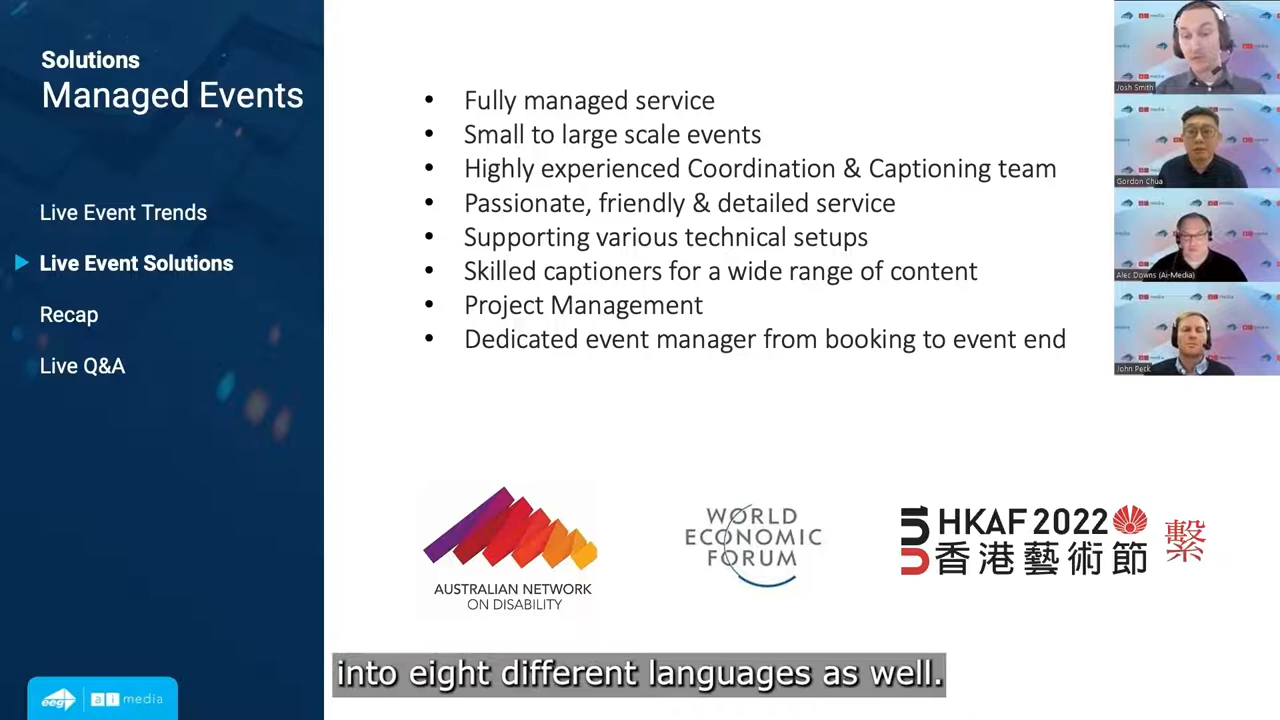 Solutions
Managed Events
Live Event Trends
Live Event Solutions
Recap
Live Q&A
eeg
ai media
• Fully managed service
• Small to large scale events
• Highly experienced Coordination & Captioning team
• Passionate, friendly & detailed service
• Supporting various technical setups
• Skilled captioners for a wide range of content
• Project Management
• Dedicated event manager from booking to event end
AUSTRALIAN NETWORK
ON DISABILITY
WORLD
ECONOMIC
FORUM
50 HKAF 2022
香港藝術節
繫
into eight different languages as well.
Josh Smith
Gordon Chua
Alec Downs (Ai-Media)
John Peck